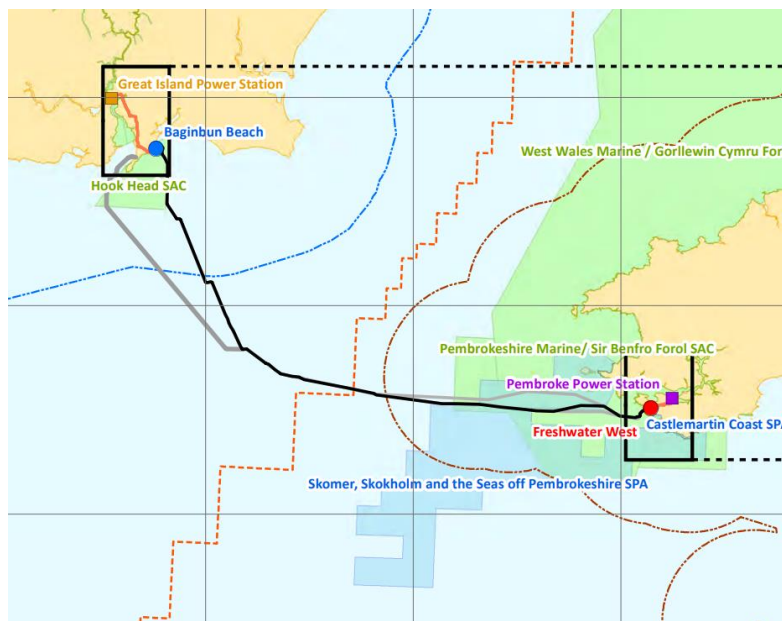 Great Island Power Station
Baginbun Beach
West Wales Marine / Gorllewin Cymru For
Hook Head SAC
Pembrokeshire Marine/ Sir Benfro Forol SAC
Pembroke Power Station
Castlemartin Coast SPA
Freshwater West
Skomer, Skokholm and the Seas off Pembrokeshire SPA